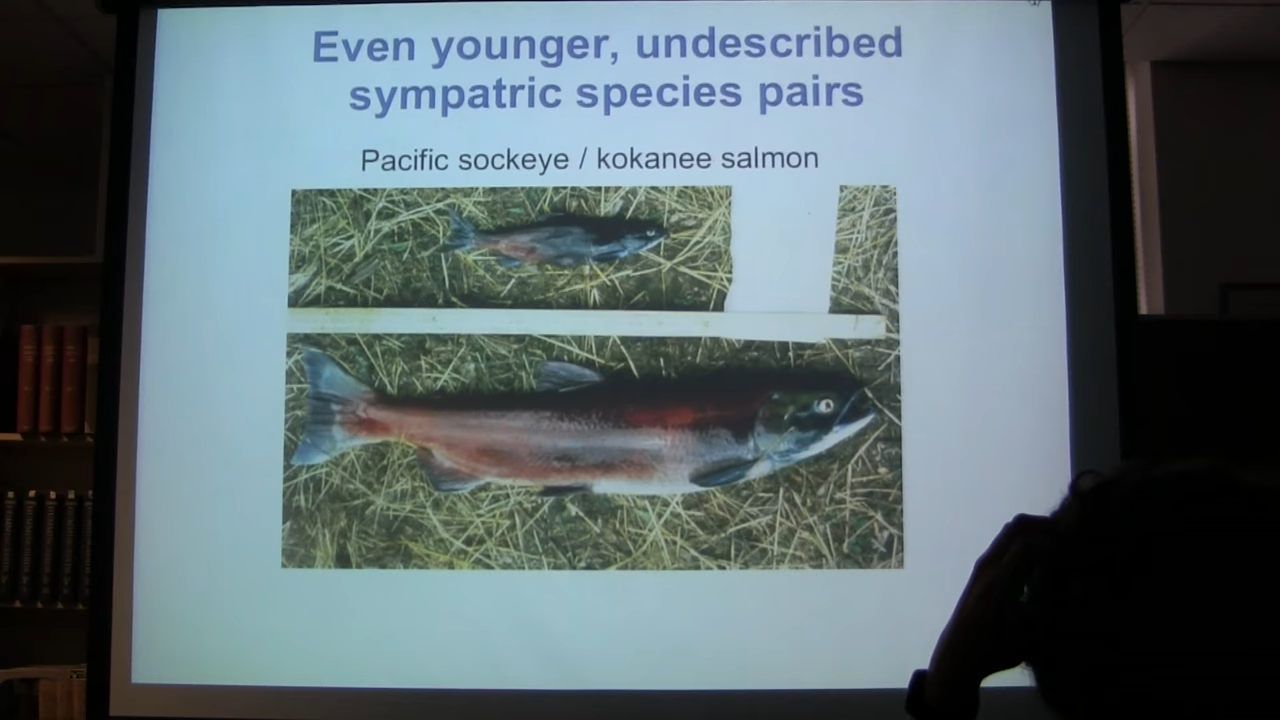 Even younger, undescribed
sympatric species pairs
Pacific sockeye / kokanee salmon